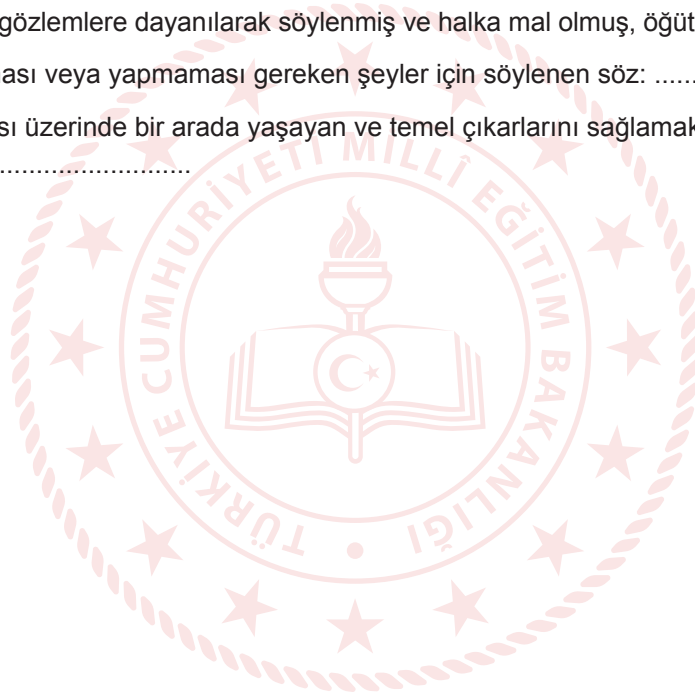 gözlemlere dayanılarak söylenmiş ve halka mal olmuş, öğüt
ası veya yapmaması gereken şeyler için söylenen söz: ......
sı üzerinde bir arada yaşayan ve temel çıkarlarını sağlamak
..........................
TÜRKİYE CUMHURİYETİ MİLLÎ EĞİTİM BAKANLIĞI